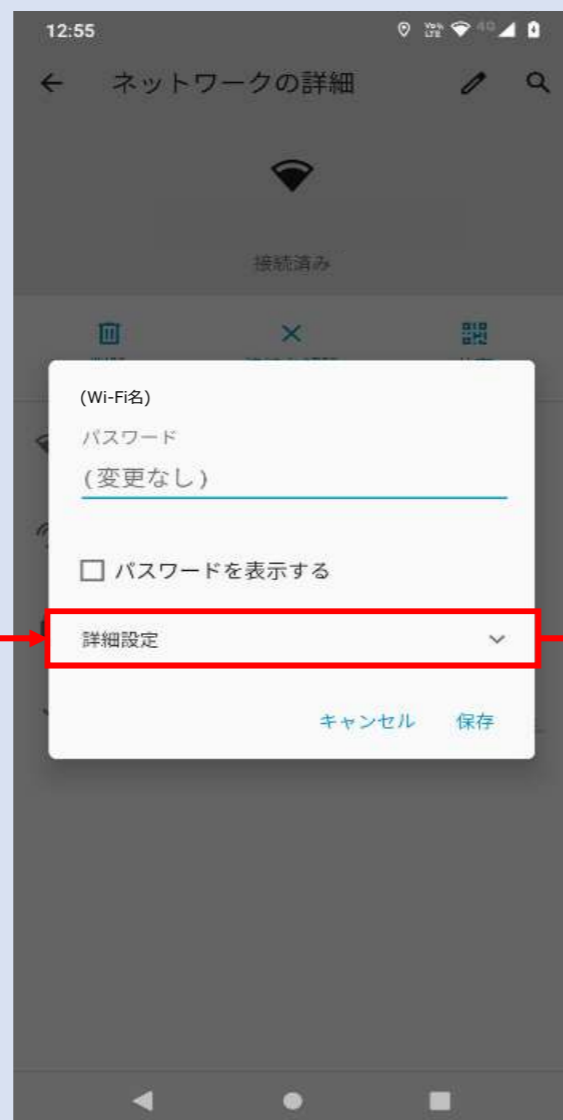 12:55
VoLTE 4G
ネットワークの詳細
接続済み
(Wi-Fi名)
パスワード
(変更なし)
パスワードを表示する
詳細設定
キャンセル 保存